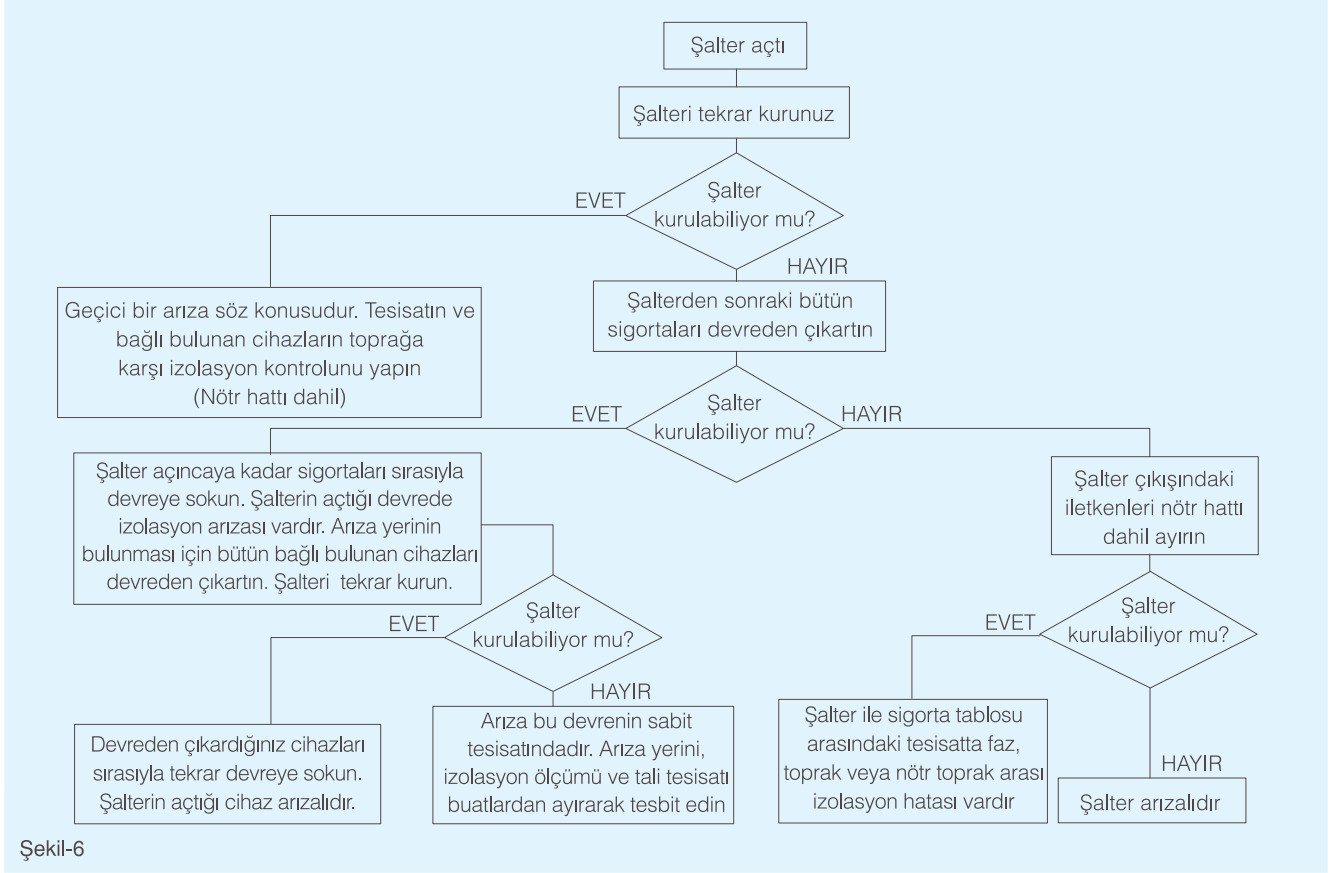 Şalter açtı
Şalteri tekrar kurunuz
Şalter
kurulabiliyor mu?
EVET
HAYIR
Geçici bir arıza söz konusudur. Tesisatın ve
bağlı bulunan cihazların toprağa
karşı izolasyon kontrolunu yapın
(Nötr hattı dahil)
Şalterden sonraki bütün
sigortaları devreden çıkartın
Şalter
kurulabiliyor mu?
EVET
HAYIR
Şalter açıncaya kadar sigortaları sırasıyla
devreye sokun. Şalterin açtığı devrede
izolasyon arızası vardır. Arıza yerinin
bulunması için bütün bağlı bulunan cihazları
devreden çıkartın. Şalteri tekrar kurun.
Şalter çıkışındaki
iletkenleri nötr hattı
dahil ayırın
Şalter
kurulabiliyor mu?
EVET
HAYIR
Şalter
kurulabiliyor mu?
EVET
HAYIR
Devreden çıkardiğınız cihazları
sırasıyla tekrar devreye sokun.
Şalterin açtığı cihaz arızalıdır.
Arıza bu devrenin sabit
tesisatındadır. Arıza yerini,
izolasyon ölçümü ve tali tesisatı
buatlardan ayırarak tesbit edin
Şalter ile sigorta tablosu
arasındaki tesisatta faz,
toprak veya nötr toprak arası
izolasyon hatası vardır
Şalter arızalıdır
Şekil-6